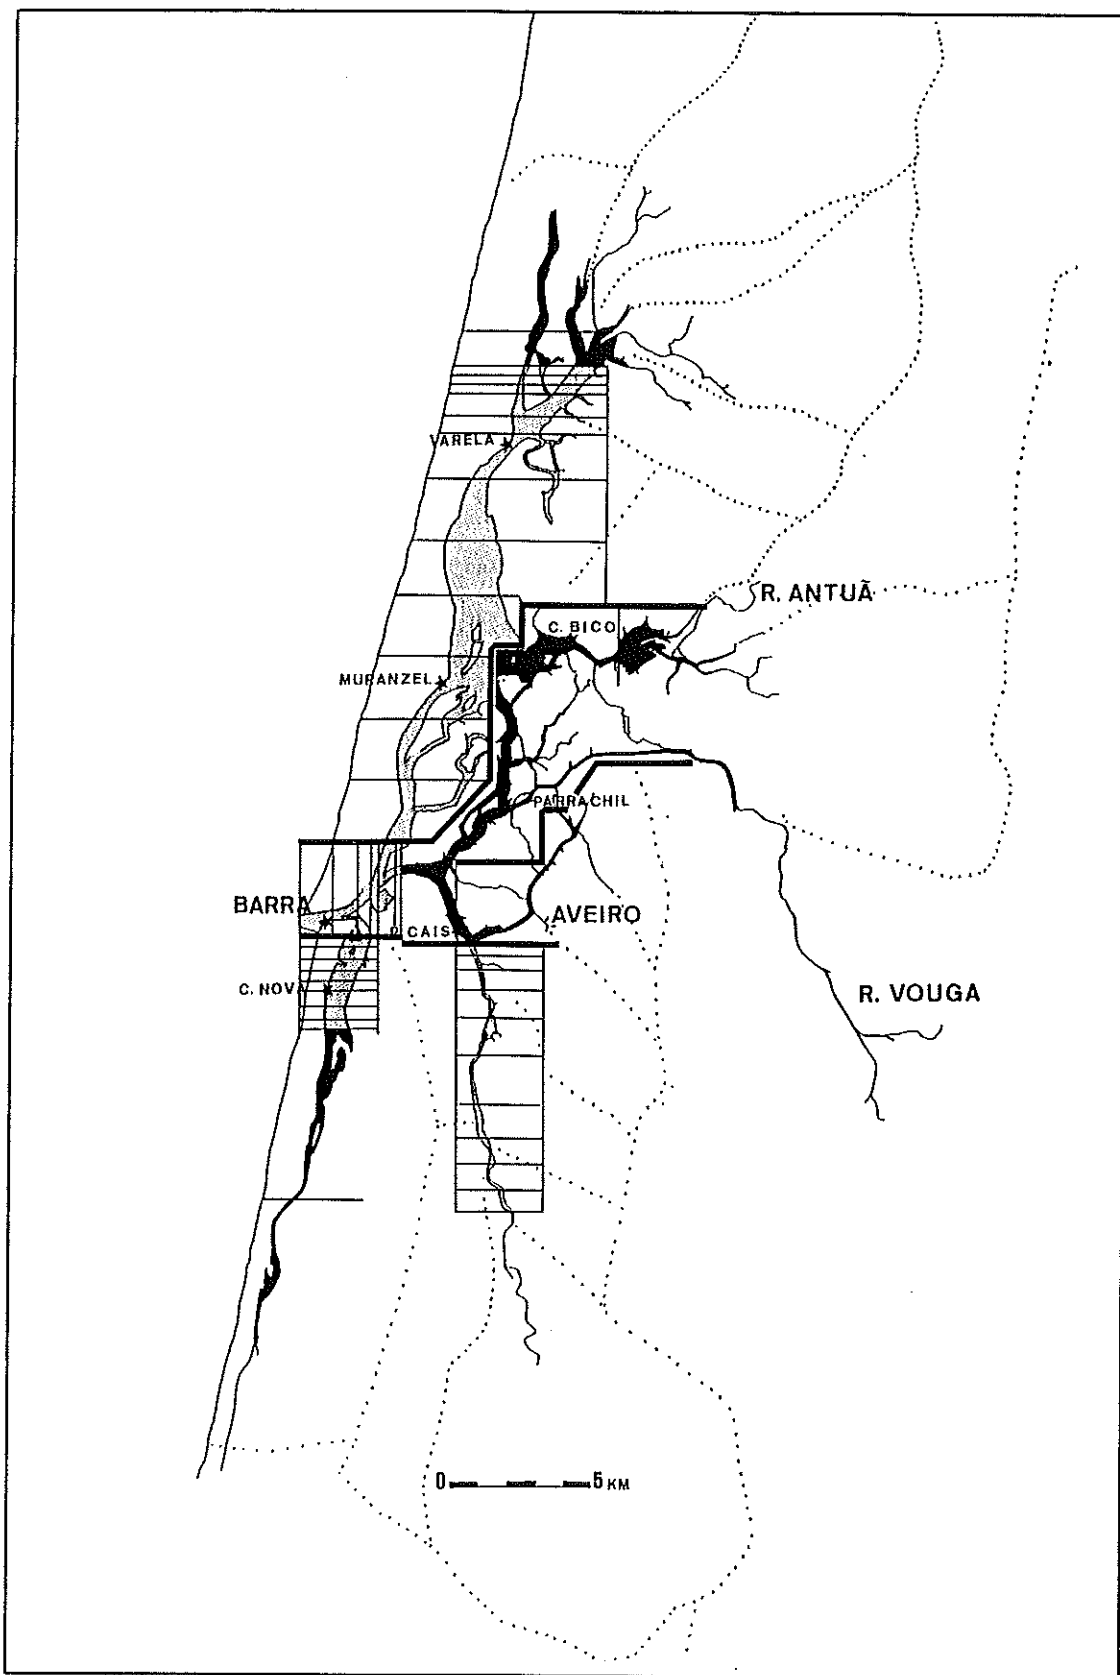 VARELA
R. ANTUÃ
C. BICO
MURANZEL
PARRACHIL
BARRA
AVEIRO
CAIS
C. NOVA
R. VOUGA
0 5 KM